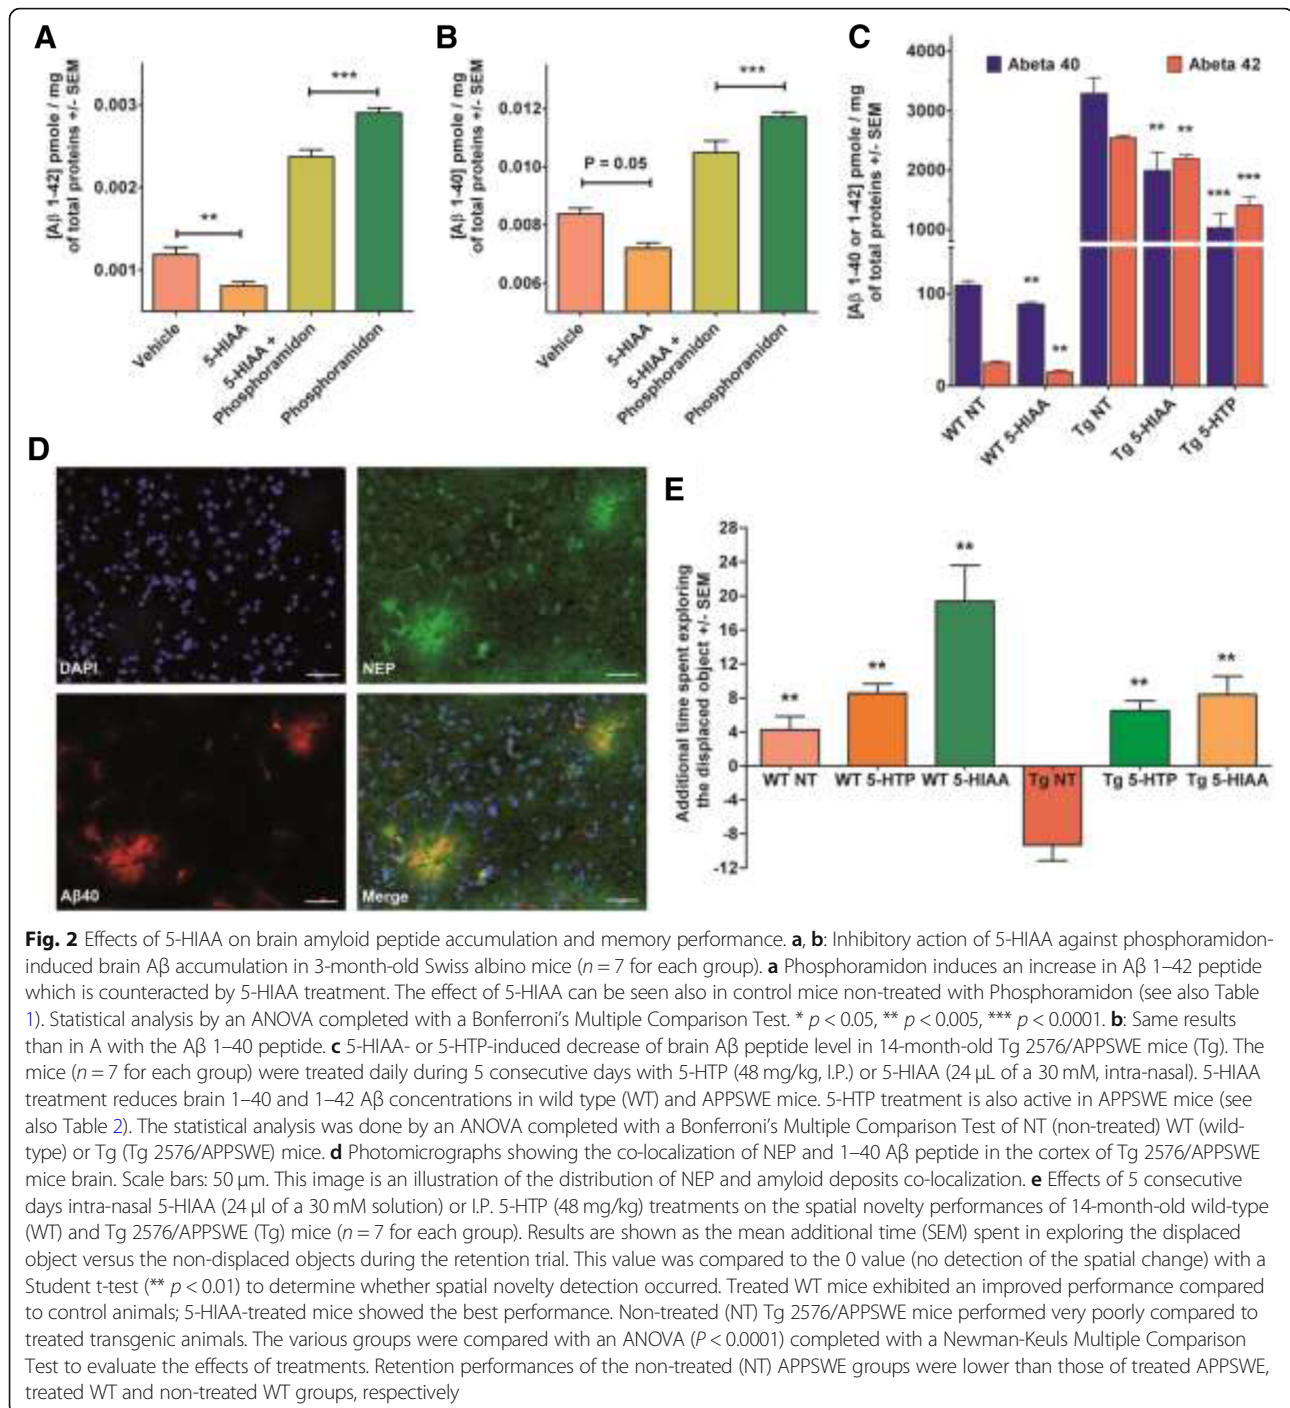 A
[Aβ 1-42] pmole / mg
of total proteins +/- SEM
0.003
0.002
0.001
**
***
Vehicle
5-HIAA
5-HIAA +
Phosphoramidon
Phosphoramidon
B
[Aβ 1-40] pmole / mg
of total proteins +/- SEM
0.012
0.010
0.008
0.006
P = 0.05
***
Vehicle
5-HIAA
5-HIAA +
Phosphoramidon
Phosphoramidon
C
[Aβ 1-40 or 1-42] pmole / mg
of total proteins +/- SEM
4000
3000
2000
1000
100
0
Abeta 40
Abeta 42
**
**
**
**
***
***
WT NT
WT 5-HIAA
Tg NT
Tg 5-HIAA
Tg 5-HTP
D
DAPI
NEP
Aβ40
Merge
E
Additional time spent exploring
the displaced object +/- SEM
28
24
20
16
12
8
4
0
-4
-8
-12
**
**
**
**
**
WT NT
WT 5-HTP
WT 5-HIAA
Tg NT
Tg 5-HTP
Tg 5-HIAA
Fig. 2 Effects of 5-HIAA on brain amyloid peptide accumulation and memory performance. a, b: Inhibitory action of 5-HIAA against phosphoramidon-
induced brain Aβ accumulation in 3-month-old Swiss albino mice (n = 7 for each group). a Phosphoramidon induces an increase in Aβ 1–42 peptide
which is counteracted by 5-HIAA treatment. The effect of 5-HIAA can be seen also in control mice non-treated with Phosphoramidon (see also Table
1). Statistical analysis by an ANOVA completed with a Bonferroni's Multiple Comparison Test. * p < 0.05, ** p < 0.005, *** p < 0.0001. b: Same results
than in A with the Aβ 1–40 peptide. c 5-HIAA- or 5-HTP-induced decrease of brain Aβ peptide level in 14-month-old Tg 2576/APPSWE mice (Tg). The
mice (n = 7 for each group) were treated daily during 5 consecutive days with 5-HTP (48 mg/kg, I.P.) or 5-HIAA (24 μL of a 30 mM, intra-nasal). 5-HIAA
treatment reduces brain 1–40 and 1–42 Aβ concentrations in wild type (WT) and APPSWE mice. 5-HTP treatment is also active in APPSWE mice (see
also Table 2). The statistical analysis was done by an ANOVA completed with a Bonferroni's Multiple Comparison Test of NT (non-treated) WT (wild-
type) or Tg (Tg 2576/APPSWE) mice. d Photomicrographs showing the co-localization of NEP and 1–40 Aβ peptide in the cortex of Tg 2576/APPSWE
mice brain. Scale bars: 50 μm. This image is an illustration of the distribution of NEP and amyloid deposits co-localization. e Effects of 5 consecutive
days intra-nasal 5-HIAA (24 μl of a 30 mM solution) or I.P. 5-HTP (48 mg/kg) treatments on the spatial novelty performances of 14-month-old wild-type
(WT) and Tg 2576/APPSWE (Tg) mice (n = 7 for each group). Results are shown as the mean additional time (SEM) spent in exploring the displaced
object versus the non-displaced objects during the retention trial. This value was compared to the 0 value (no detection of the spatial change) with a
Student t-test (** p < 0.01) to determine whether spatial novelty detection occurred. Treated WT mice exhibited an improved performance compared
to control animals; 5-HIAA-treated mice showed the best performance. Non-treated (NT) Tg 2576/APPSWE mice performed very poorly compared to
treated transgenic animals. The various groups were compared with an ANOVA (P < 0.0001) completed with a Newman-Keuls Multiple Comparison
Test to evaluate the effects of treatments. Retention performances of the non-treated (NT) APPSWE groups were lower than those of treated APPSWE,
treated WT and non-treated WT groups, respectively